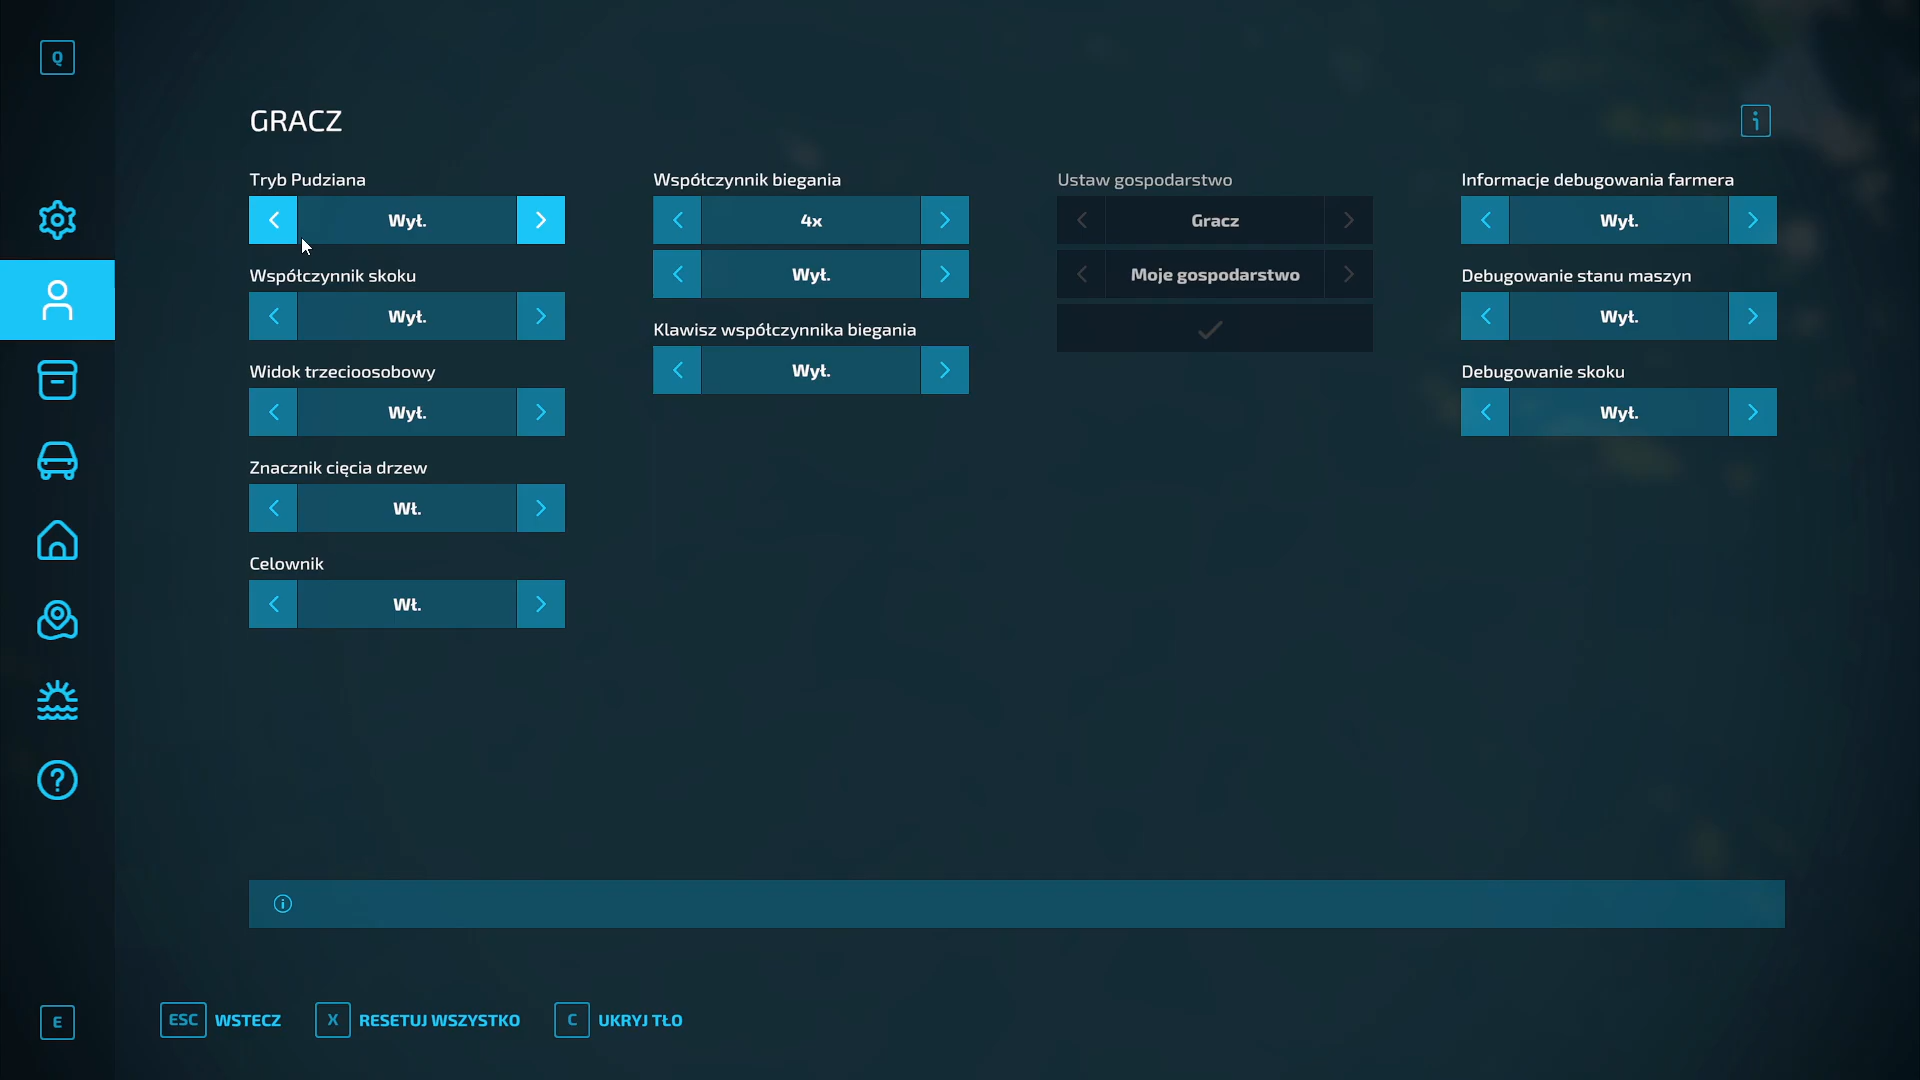 Q
GRACZ
Tryb Pudziana
Wył.
Współczynnik skoku
Wył.
Widok trzecioosobowy
Wył.
Znacznik cięcia drzew
Wł.
Celownik
Wł.
Współczynnik biegania
4x
Wył.
Klawisz współczynnika biegania
Wył.
Ustaw gospodarstwo
Gracz
Moje gospodarstwo
Informacje debugowania farmera
Wył.
Debugowanie stanu maszyn
Wył.
Debugowanie skoku
Wył.
E
ESC WSTECZ X RESETUJ WSZYSTKO C UKRYJ TŁO